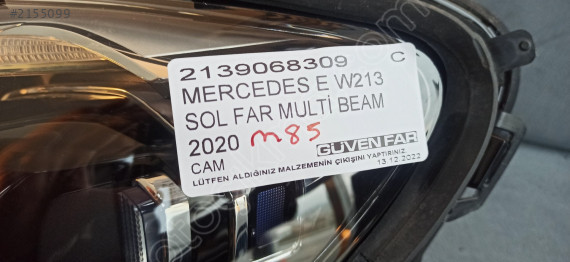 #2155099
2139068309 C
MERCEDES E W213
SOL FAR MULTİ BEAM
2020 m85
CAM GÜVEN FAR
LÜTFEN ALDIĞINIZ MALZEMENİN ÇIKIŞINI YAPTIRINIZ 13.12.2022